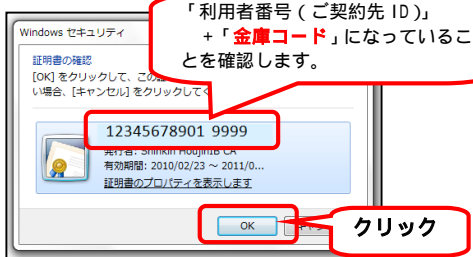 「利用者番号(ご契約先 ID)」
+「金庫コード」になっているこ
とを確認します。
Windows セキュリティ
証明書の確認
[OK] をクリックして、この
い場合、[キャンセル] をクリックして
12345678901 9999
発行者: Shinkin HoujinIB CA
有効期間: 2010/02/23 ～ 2011/0...
証明書のプロパティを表示します
OK
クリック